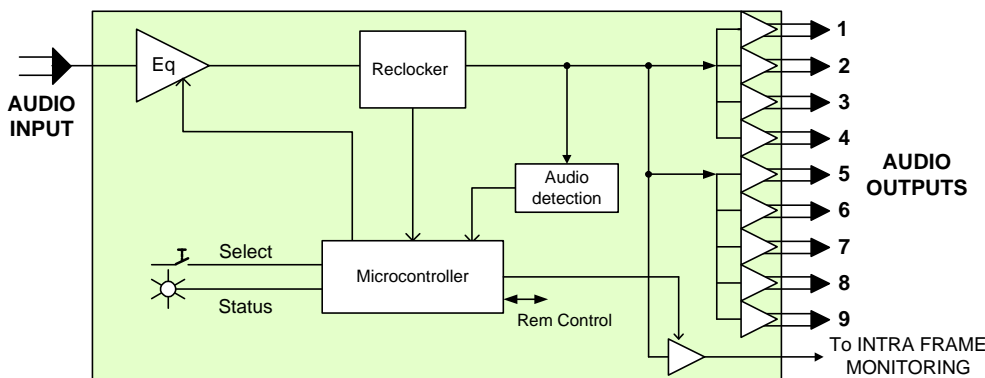 AUDIO
INPUT
Eq
Reclocker
Audio
detection
Microcontroller
Select
Status
Rem Control
1
2
3
4
5
6
7
8
9
AUDIO
OUTPUTS
To INTRA FRAME
MONITORING